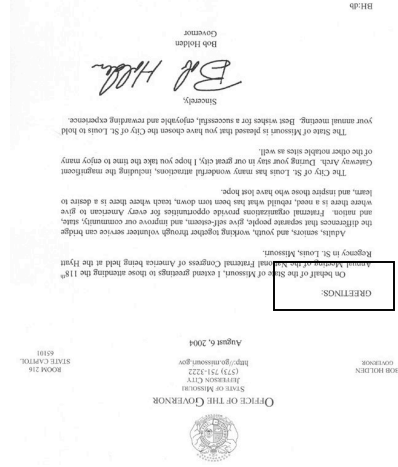 OFFICE OF THE GOVERNOR
STATE OF MISSOURI
JEFFERSON CITY
(573) 751-3222
http://go.missouri.gov
BOB HOLDEN
GOVERNOR
ROOM 216
STATE CAPITOL
65101
August 6, 2004
GREETINGS:
On behalf of the State of Missouri, I extend greetings to those attending the 118th
Annual Meeting of the National Fraternal Congress of America being held at the Hyatt
Regency in St. Louis, Missouri.
Adults, seniors, and youth, working together through volunteer service can bridge
the differences that separate people, give self-esteem, and improve our community, state,
and nation. Fraternal organizations provide opportunities for every American to give
where there is a need, rebuild what has been torn down, teach where there is a desire to
learn, and inspire those who have lost hope.
The City of St. Louis has many wonderful attractions, including the magnificent
Gateway Arch. During your stay in our great city, I hope you take the time to enjoy many
of the other notable sites as well.
The State of Missouri is pleased that you have chosen the City of St. Louis to hold
your annual meeting. Best wishes for a successful, enjoyable and rewarding experience.
Sincerely,
Bob Holden
Bob Holden
Governor
BH:db